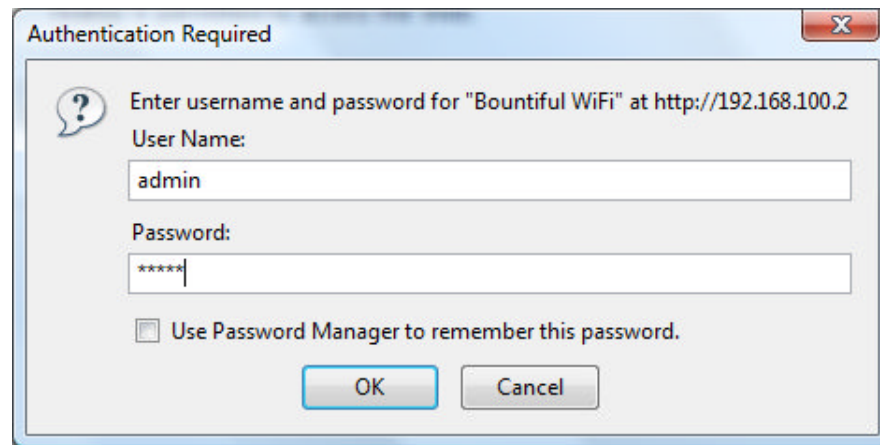 Authentication Required
Enter username and password for "Bountiful WiFi" at http://192.168.100.2
User Name:
admin
Password:
*****
Use Password Manager to remember this password.
OK
Cancel